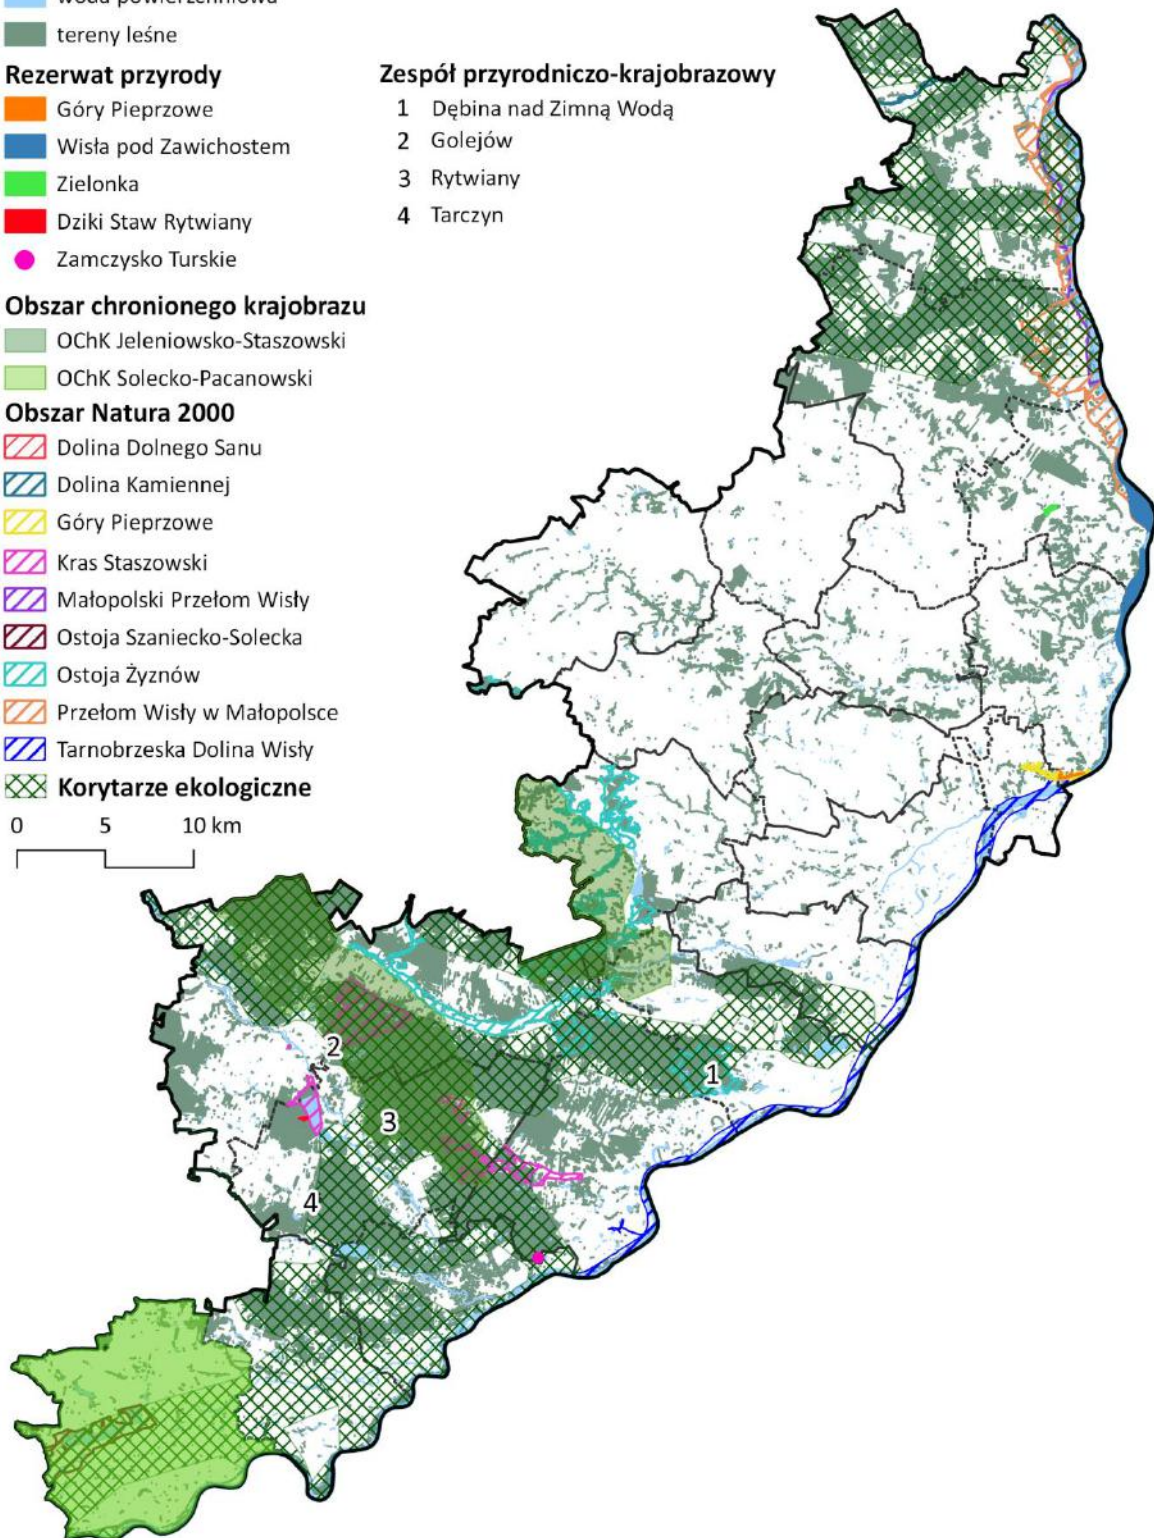 woda powierzchniowa
tereny leśne
Rezerwat przyrody
Góry Pieprzowe
Wisła pod Zawichostem
Zielonka
Dziki Staw Rytwiany
Zamczysko Turskie
Obszar chronionego krajobrazu
OChK Jeleniowsko-Staszowski
OChK Solecko-Pacanowski
Obszar Natura 2000
Dolina Dolnego Sanu
Dolina Kamiennej
Góry Pieprzowe
Kras Staszowski
Małopolski Przełom Wisły
Ostoja Szaniecko-Solecka
Ostoja Żyznów
Przełom Wisły w Małopolsce
Tarnobrzeska Dolina Wisły
Korytarze ekologiczne
0 5 10 km
Zespół przyrodniczo-krajobrazowy
1 Dębina nad Zimną Wodą
2 Golejów
3 Rytwiany
4 Tarczyn
2
1
3
4